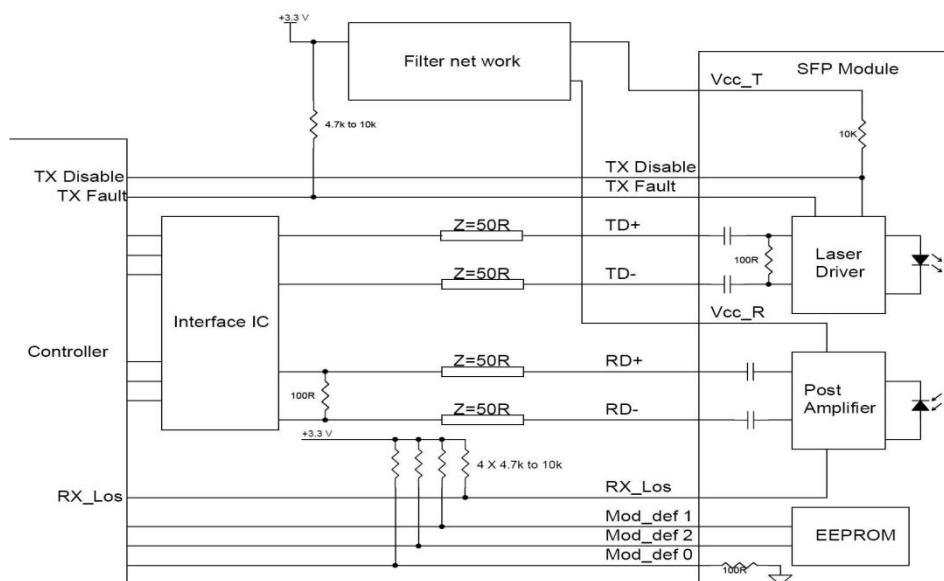 +3.3 V
Filter net work
SFP Module
Vcc_T
4.7k to 10k
10K
TX Disable
TX Disable
TX Fault
TX Fault
Z=50R
TD+
100R
Laser
Driver
Z=50R
TD-
Interface IC
Vcc_R
Controller
Z=50R
RD+
100R
Post
Amplifier
Z=50R
RD-
+3.3 V
4 X 4.7k to 10k
RX_Los
RX_Los
Mod_def 1
Mod_def 2
EEPROM
Mod_def 0
100R